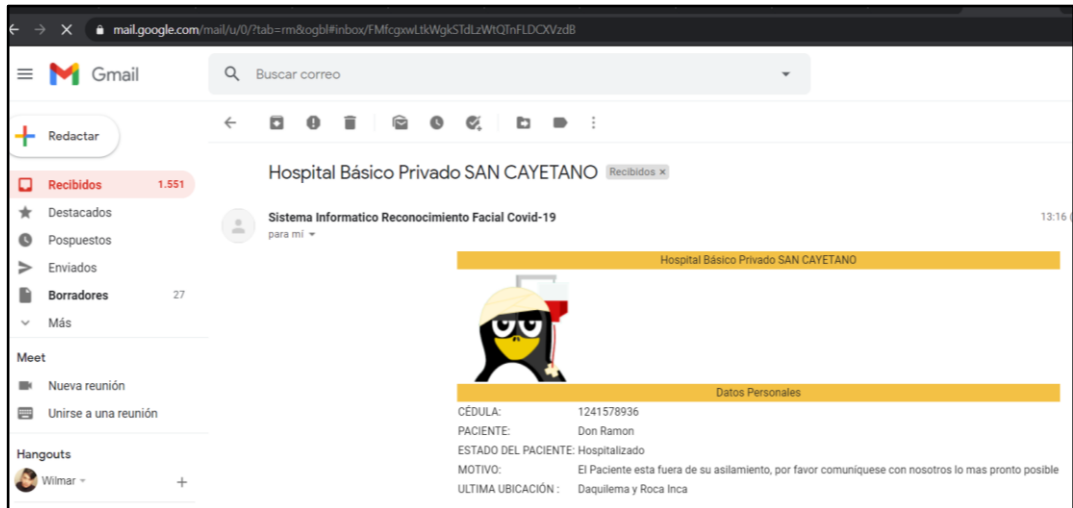 mail.google.com/mail/u/0/?tab=rm&ogbl#inbox/FMfcgxwLtkWgkSTdLzWtQTnFLDCXVzdB
Gmail
Buscar correo
Redactar
Hospital Básico Privado SAN CAYETANO Recibidos ×
Recibidos 1.551
Destacados
Sistema Informatico Reconocimiento Facial Covid-19 13:16
para mí
Pospuestos
Enviados
Borradores 27
Más
Meet
Nueva reunión
Unirse a una reunión
Hangouts
Wilmar
Hospital Básico Privado SAN CAYETANO
Datos Personales
CÉDULA: 1241578936
PACIENTE: Don Ramon
ESTADO DEL PACIENTE: Hospitalizado
MOTIVO: El Paciente esta fuera de su asilamiento, por favor comuníquese con nosotros lo mas pronto posible
ULTIMA UBICACIÓN : Daquilema y Roca Inca